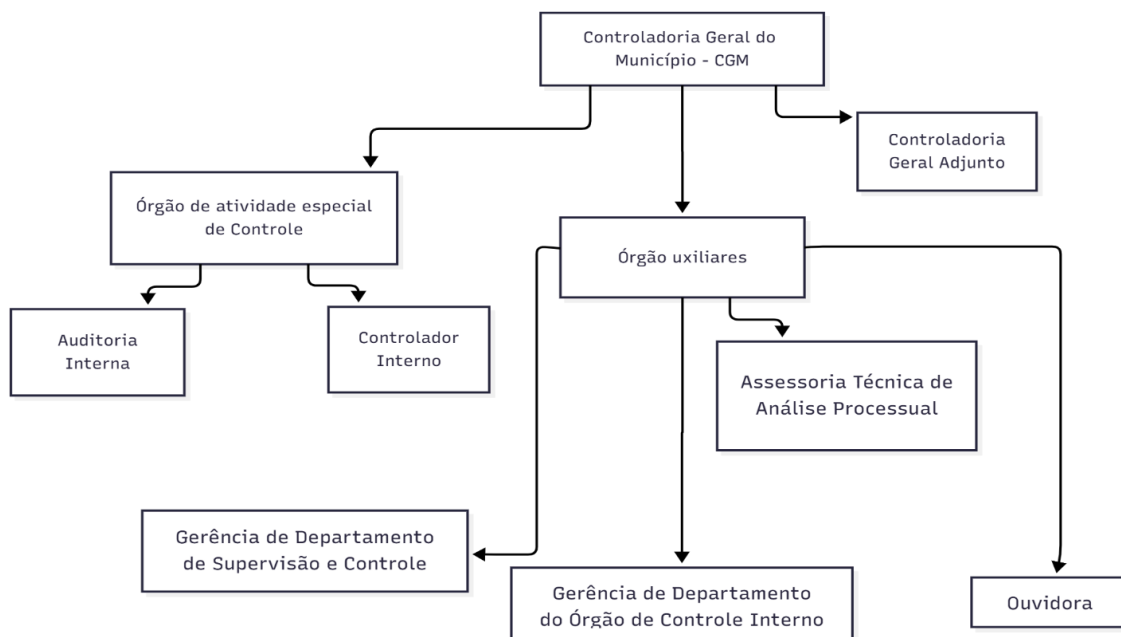 Controladoria Geral do
Município - CGM
Controladoria
Geral Adjunto
Órgão de atividade especial
de Controle
Órgão uxiliares
Auditoria
Interna
Controlador
Interno
Assessoria Técnica de
Análise Processual
Gerência de Departamento
de Supervisão e Controle
Gerência de Departamento
do Órgão de Controle Interno
Ouvidora